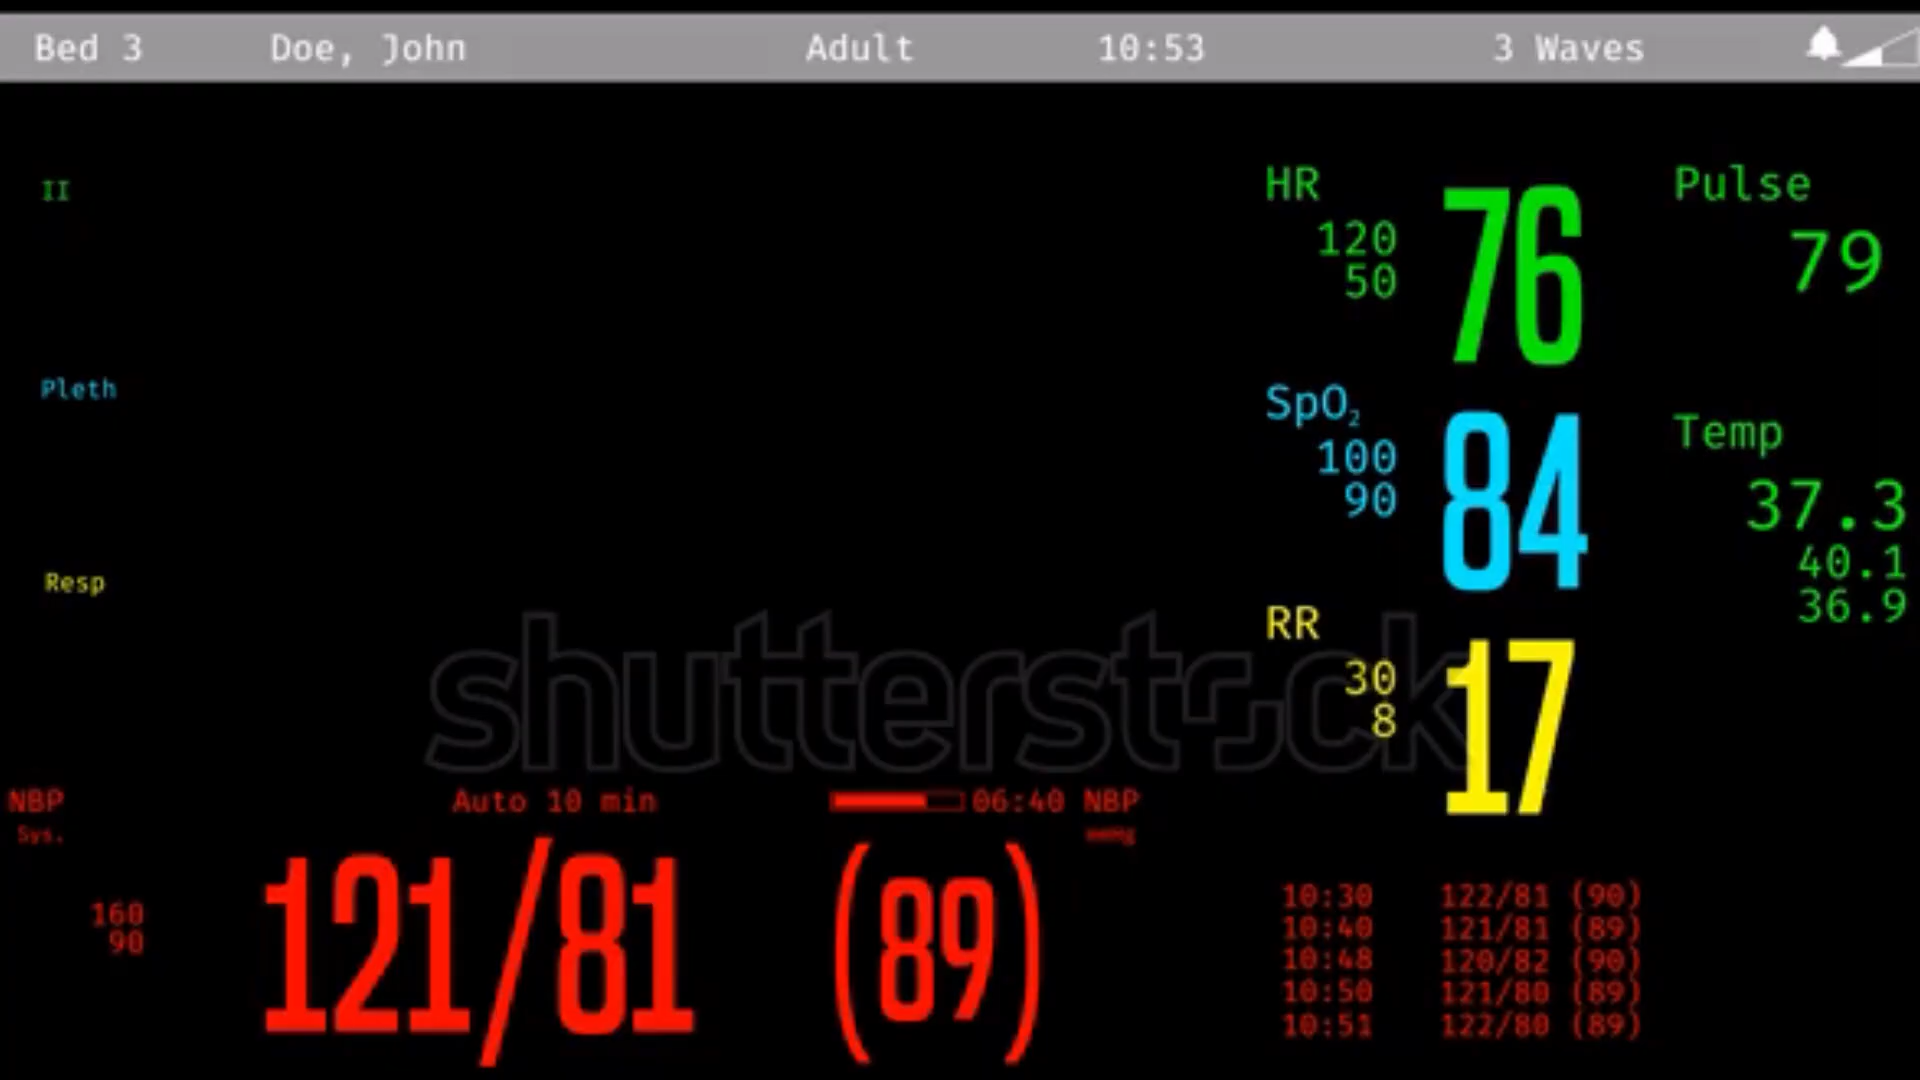 Bed 3 Doe, John Adult 10:53 3 Waves
II
HR 76 Pulse
120
50
79
Pleth
SpO₂ 84 Temp
100
90
37.3
40.1
36.9
Resp
RR 17
30
8
shutterstock
NBP Auto 10 min 06:40 NBP
Sys. mmHg
160
90
121/81 (89)
10:30 122/81 (90)
10:40 121/81 (89)
10:48 120/82 (90)
10:50 121/80 (89)
10:51 122/80 (89)